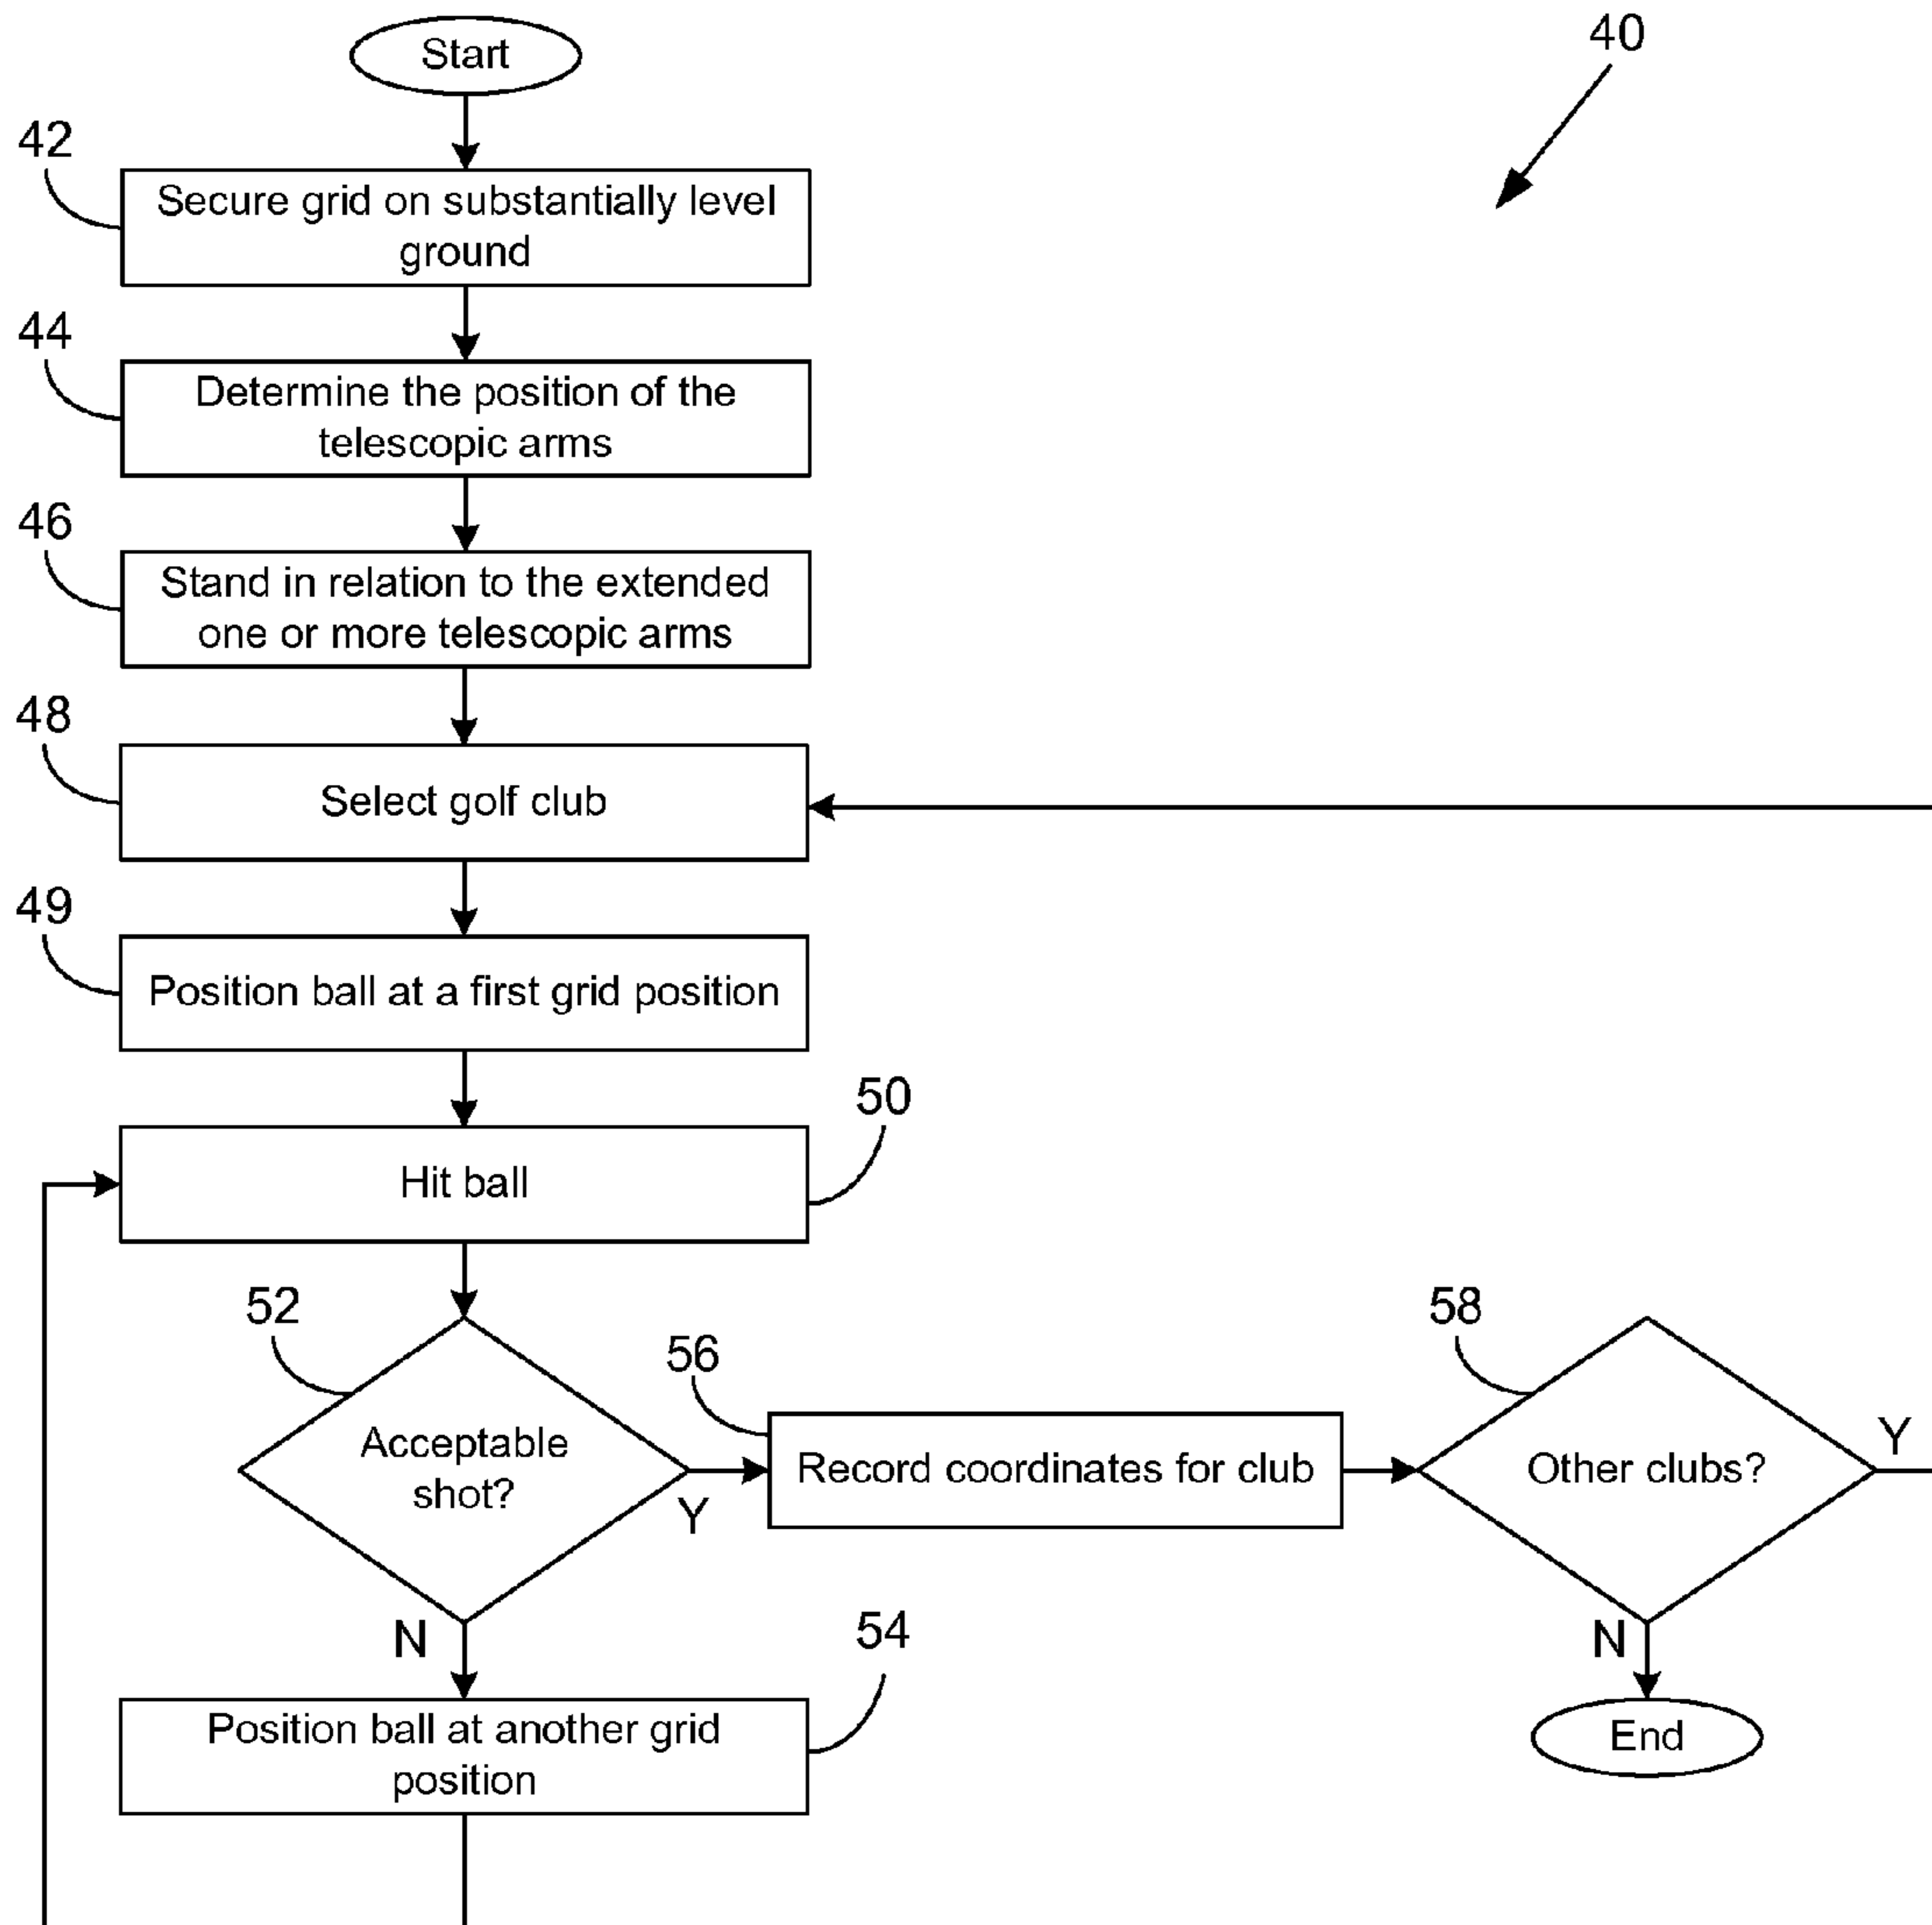 Start
40
42
Secure grid on substantially level
ground
44
Determine the position of the
telescopic arms
46
Stand in relation to the extended
one or more telescopic arms
48
Select golf club
49
Position ball at a first grid position
50
Hit ball
52
Acceptable
shot?
Y
N
56
Record coordinates for club
58
Other clubs?
Y
N
54
Position ball at another grid
position
End